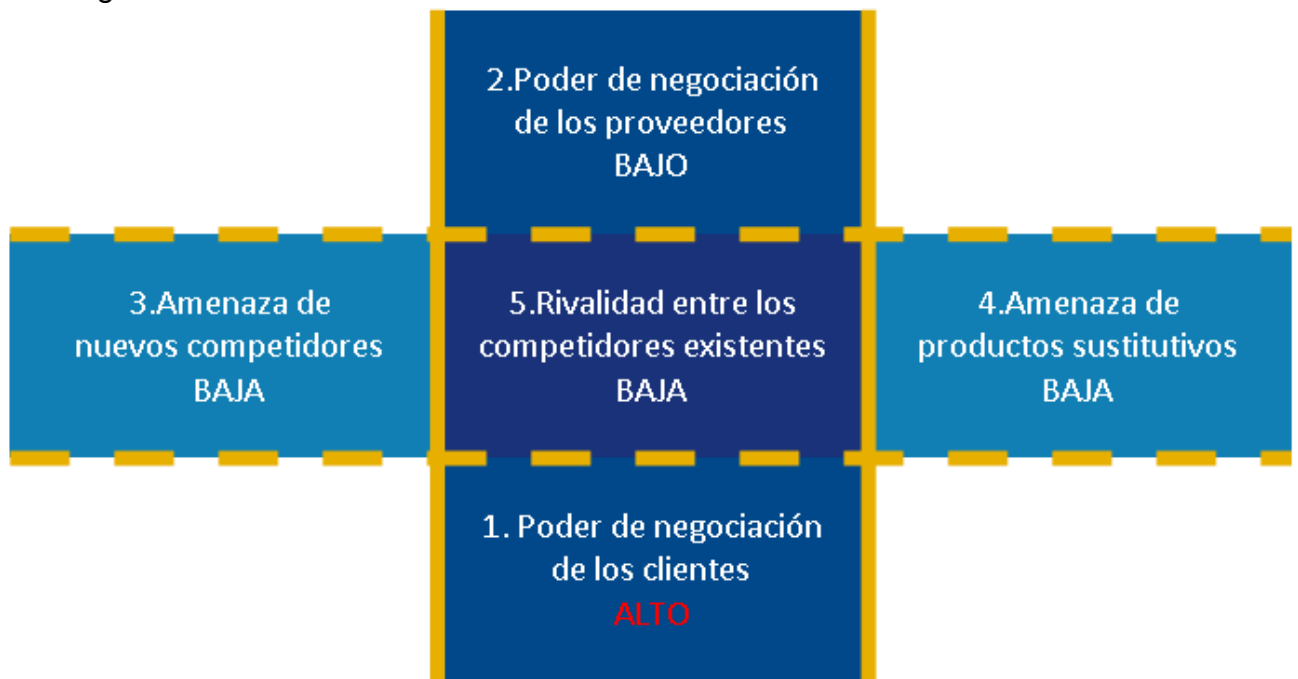 2.Poder de negociación
de los proveedores
BAJO
3.Amenaza de
nuevos competidores
BAJA
5.Rivalidad entre los
competidores existentes
BAJA
4.Amenaza de
productos sustitutivos
BAJA
1. Poder de negociación
de los clientes
ALTO